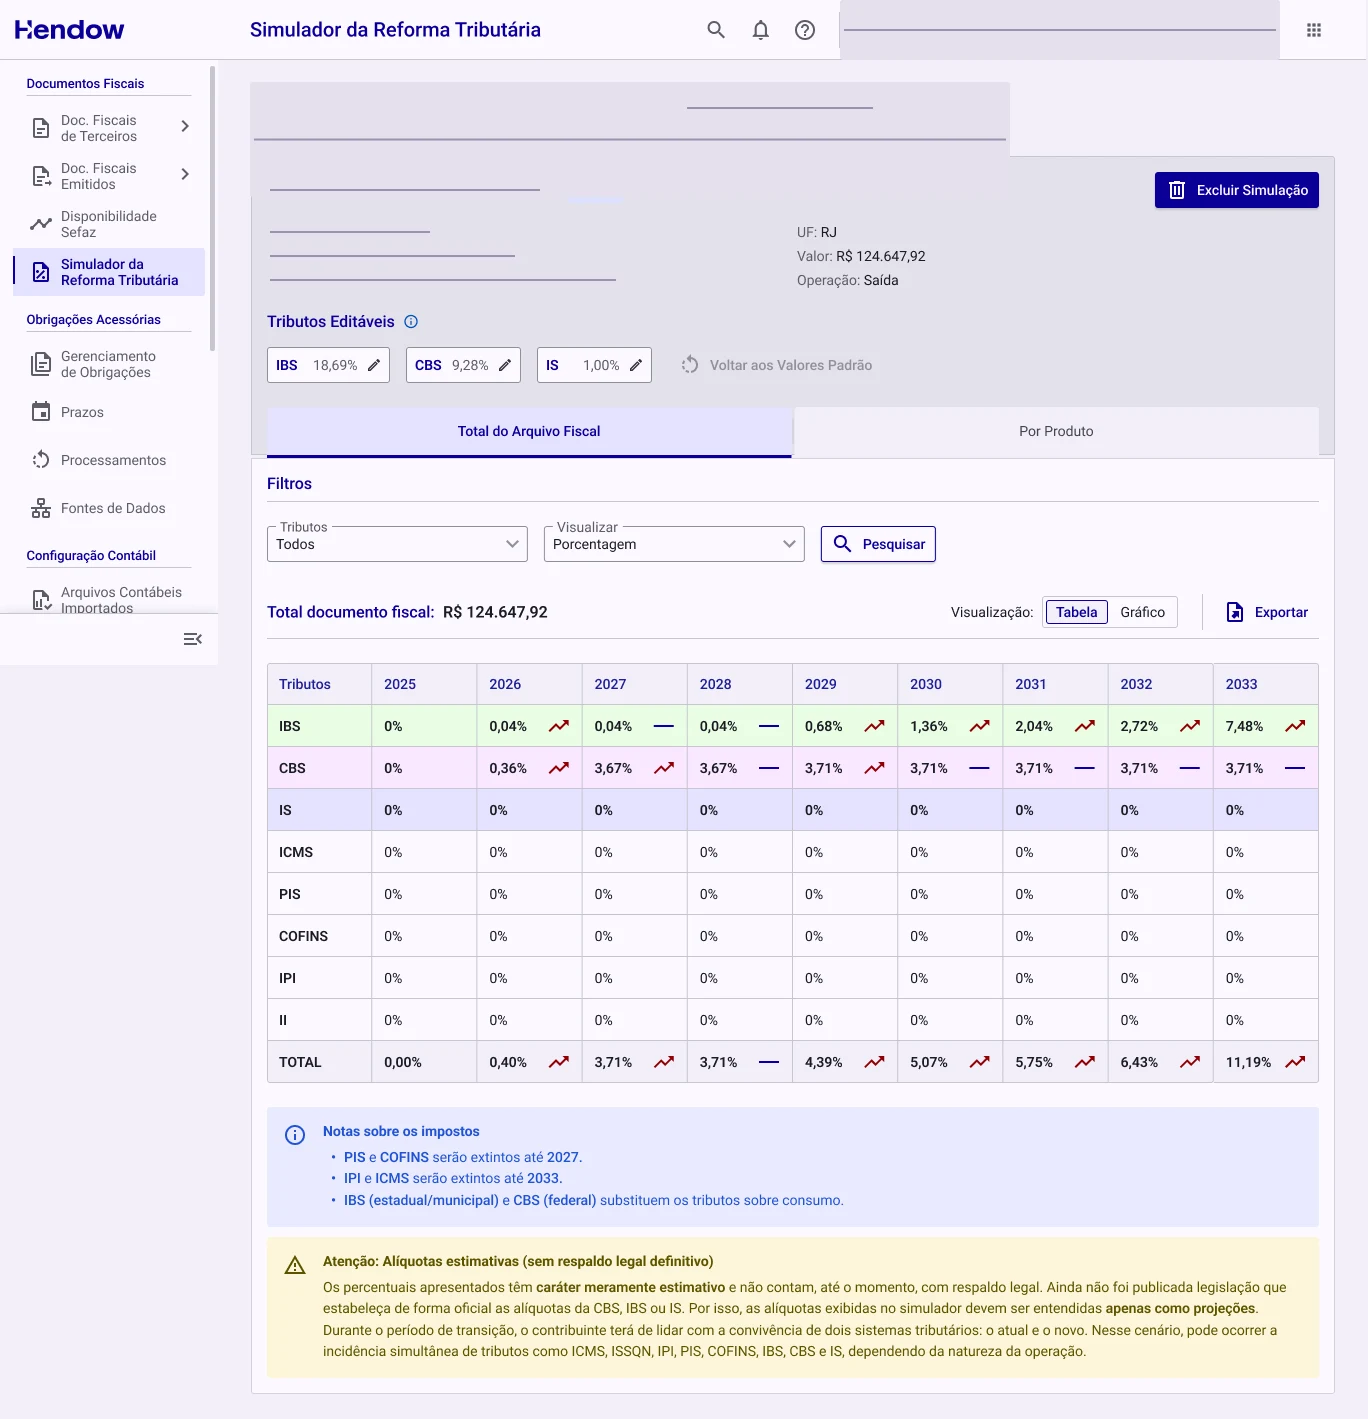 Hendow
Simulador da Reforma Tributária
Documentos Fiscais
Doc. Fiscais
de Terceiros
Doc. Fiscais
Emitidos
Disponibilidade
Sefaz
Simulador da
Reforma Tributária
Obrigações Acessórias
Gerenciamento
de Obrigações
Prazos
Processamentos
Fontes de Dados
Configuração Contábil
Arquivos Contábeis
Importados
Excluir Simulação
UF: RJ
Valor: R$ 124.647,92
Operação: Saída
Tributos Editáveis
IBS 18,69% CBS 9,28% IS 1,00% Voltar aos Valores Padrão
Total do Arquivo Fiscal Por Produto
Filtros
Tributos Visualizar
Todos Porcentagem Pesquisar
Total documento fiscal: R$ 124.647,92 Visualização: Tabela Gráfico Exportar
Tributos 2025 2026 2027 2028 2029 2030 2031 2032 2033
IBS 0% 0,04% 0,04% 0,04% 0,68% 1,36% 2,04% 2,72% 7,48%
CBS 0% 0,36% 3,67% 3,67% 3,71% 3,71% 3,71% 3,71% 3,71%
IS 0% 0% 0% 0% 0% 0% 0% 0% 0%
ICMS 0% 0% 0% 0% 0% 0% 0% 0% 0%
PIS 0% 0% 0% 0% 0% 0% 0% 0% 0%
COFINS 0% 0% 0% 0% 0% 0% 0% 0% 0%
IPI 0% 0% 0% 0% 0% 0% 0% 0% 0%
II 0% 0% 0% 0% 0% 0% 0% 0% 0%
TOTAL 0,00% 0,40% 3,71% 3,71% 4,39% 5,07% 5,75% 6,43% 11,19%
Notas sobre os impostos
• PIS e COFINS serão extintos até 2027.
• IPI e ICMS serão extintos até 2033.
• IBS (estadual/municipal) e CBS (federal) substituem os tributos sobre consumo.
Atenção: Alíquotas estimativas (sem respaldo legal definitivo)
Os percentuais apresentados têm caráter meramente estimativo e não contam, até o momento, com respaldo legal. Ainda não foi publicada legislação que
estabeleça de forma oficial as alíquotas da CBS, IBS ou IS. Por isso, as alíquotas exibidas no simulador devem ser entendidas apenas como projeções.
Durante o período de transição, o contribuinte terá de lidar com a convivência de dois sistemas tributários: o atual e o novo. Nesse cenário, pode ocorrer a
incidência simultânea de tributos como ICMS, ISSQN, IPI, PIS, COFINS, IBS, CBS e IS, dependendo da natureza da operação.